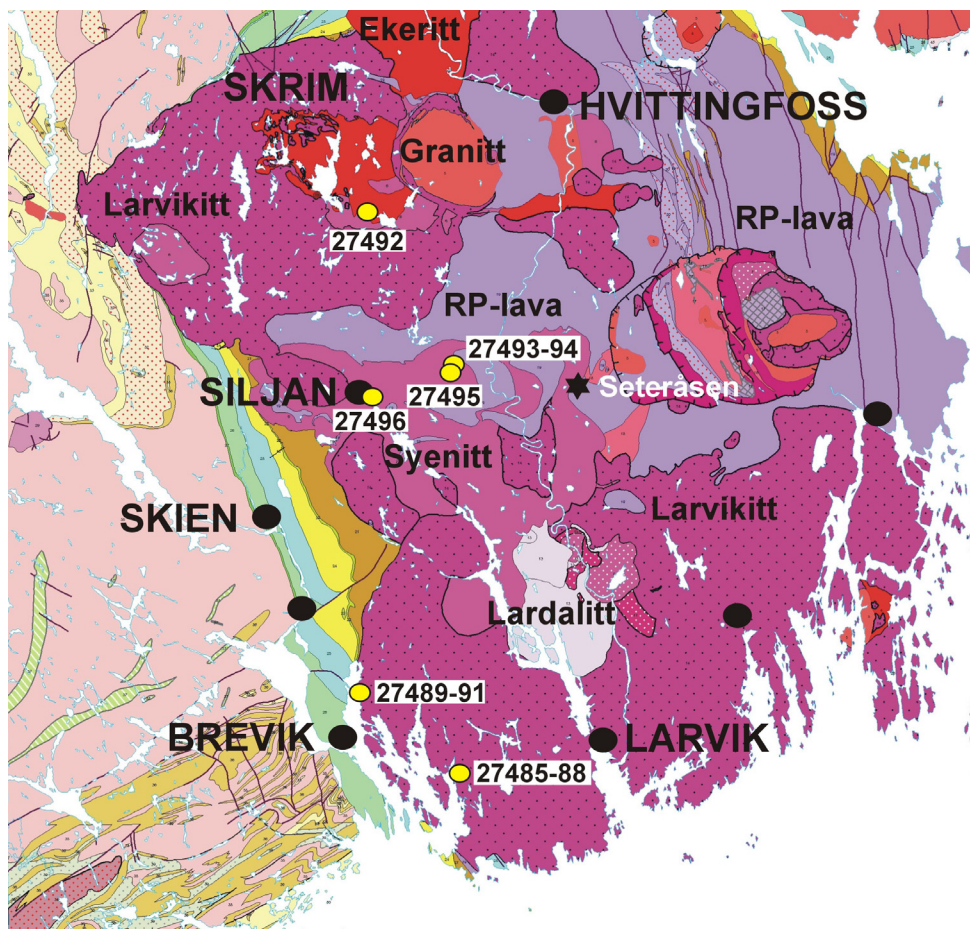 Ekeritt
SKRIM
HVITTINGFOSS
Granitt
Larvikitt
27492
RP-lava
RP-lava
27493-94
SILJAN
27495
Seteråsen
27496
Syenitt
SKIEN
Larvikitt
Lardalitt
27489-91
BREVIK
LARVIK
27485-88